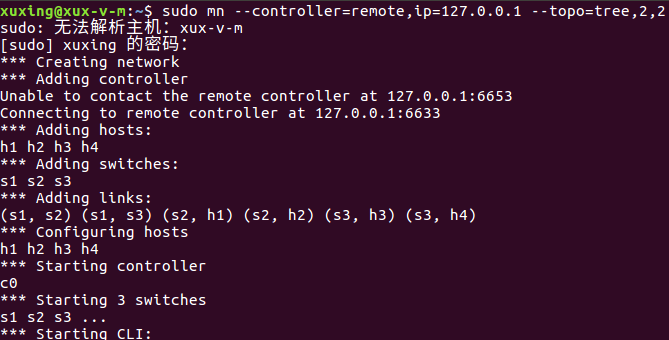 xuxing@xux-v-m:~$ sudo mn --controller=remote,ip=127.0.0.1 --topo=tree,2,2
sudo: 无法解析主机: xux-v-m
[sudo] xuxing 的密码:
*** Creating network
*** Adding controller
Unable to contact the remote controller at 127.0.0.1:6653
Connecting to remote controller at 127.0.0.1:6633
*** Adding hosts:
h1 h2 h3 h4
*** Adding switches:
s1 s2 s3
*** Adding links:
(s1, s2) (s1, s3) (s2, h1) (s2, h2) (s3, h3) (s3, h4)
*** Configuring hosts
h1 h2 h3 h4
*** Starting controller
c0
*** Starting 3 switches
s1 s2 s3 ...
*** Starting CLI: